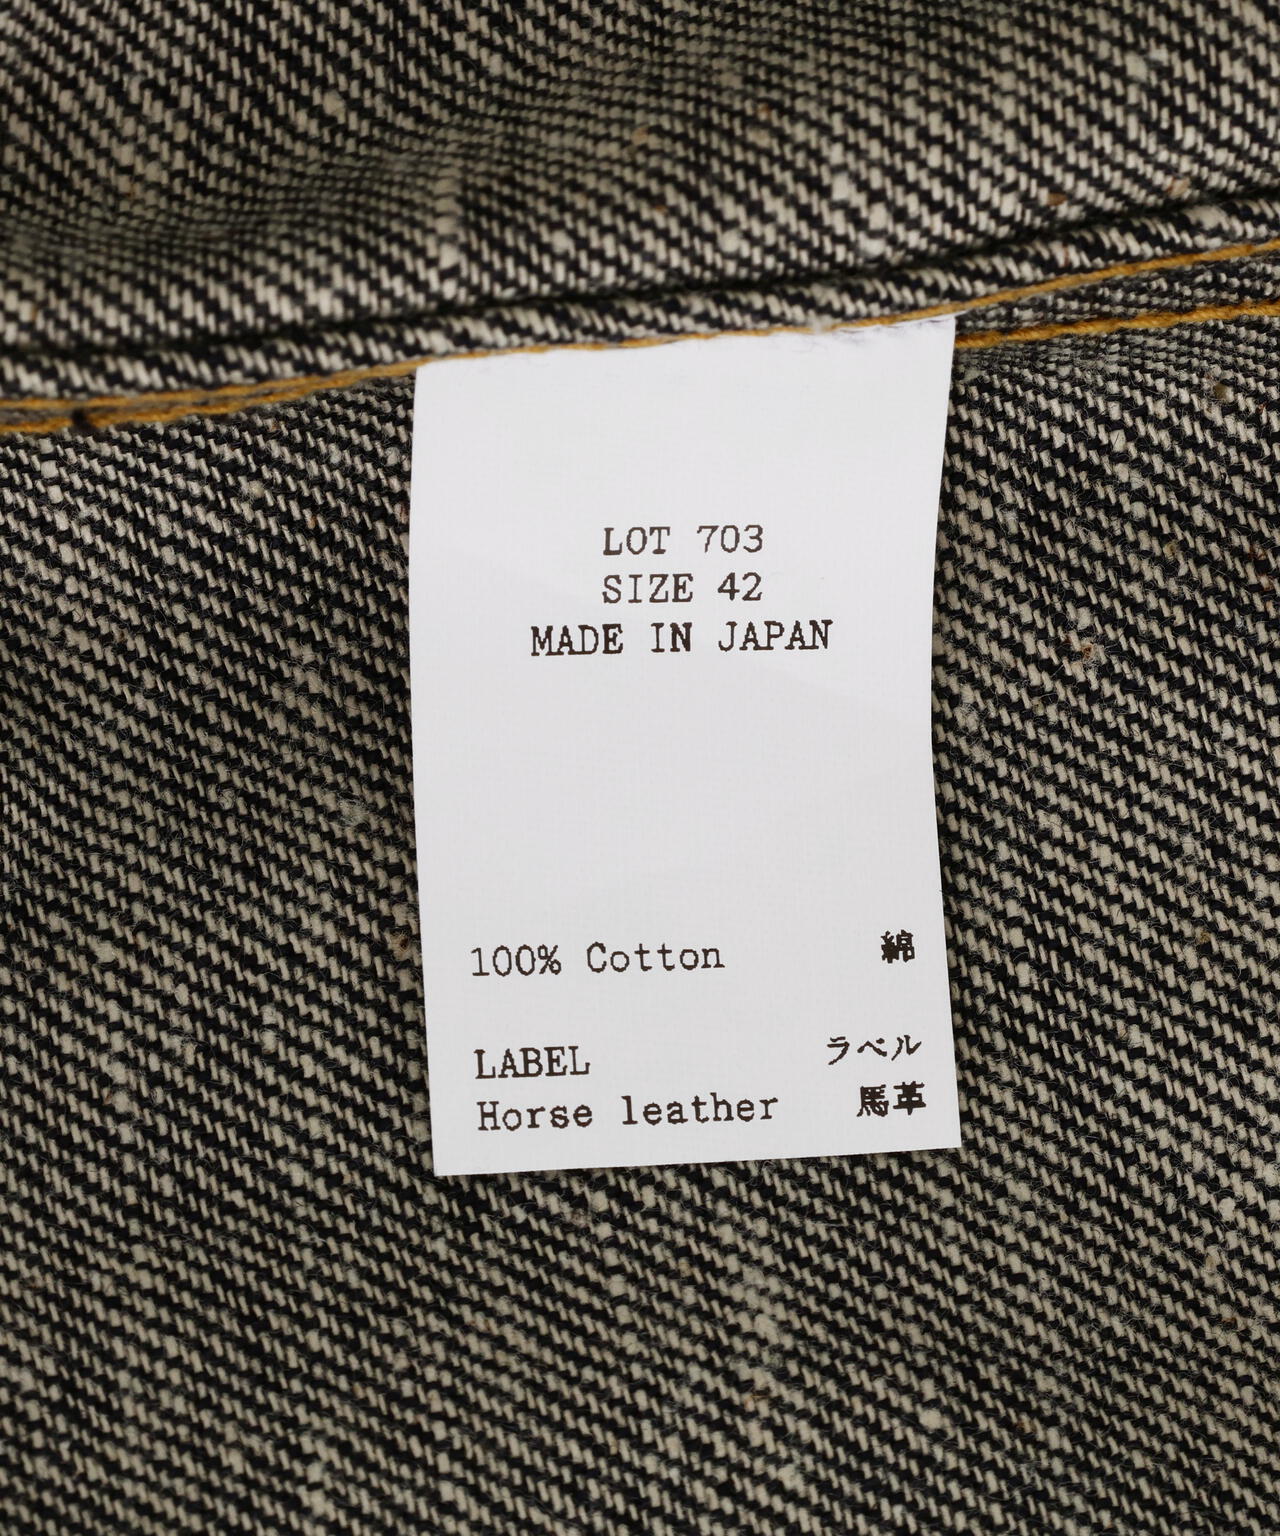 LOT 703
SIZE 42
MADE IN JAPAN
100% Cotton 綿
LABEL ラベル
Horse leather 馬革